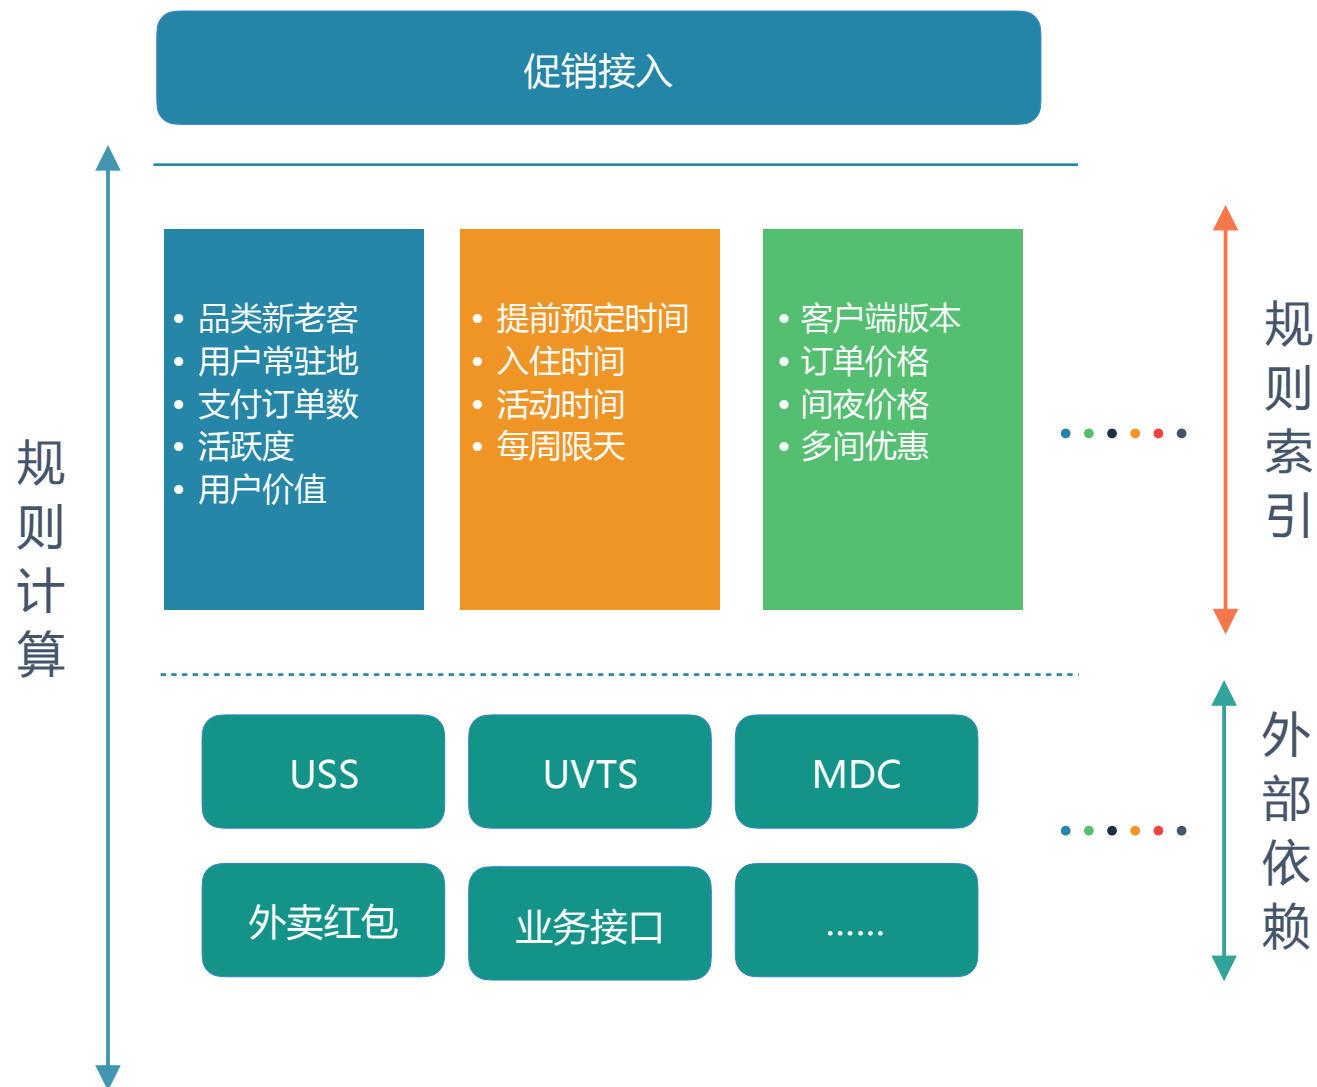 促销接入
规则计算
• 品类新老客
• 用户常驻地
• 支付订单数
• 活跃度
• 用户价值
• 提前预定时间
• 入住时间
• 活动时间
• 每周限天
• 客户端版本
• 订单价格
• 间夜价格
• 多间优惠
规则索引
USS
UVTS
MDC
外卖红包
业务接口
......
外部依赖